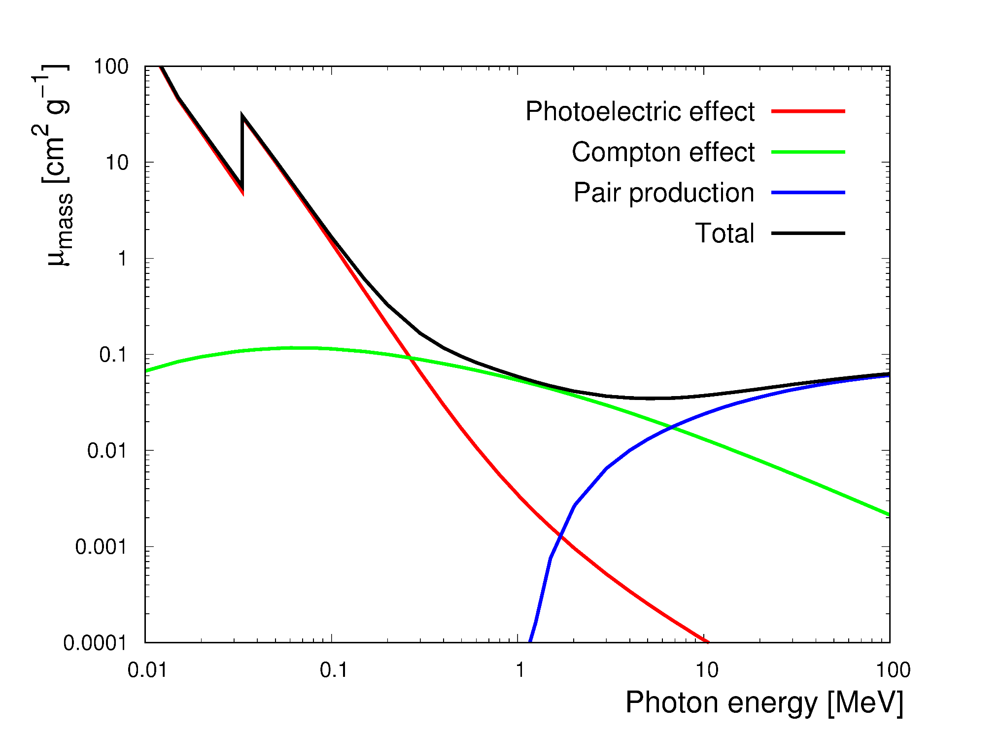 μmass [cm2 g−1]
100
10
1
0.1
0.01
0.001
0.0001
Photoelectric effect
Compton effect
Pair production
Total
0.01 0.1 1 10 100
Photon energy [MeV]